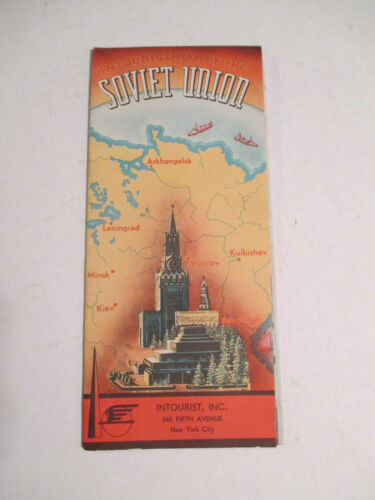 INTOURIST MAP OF THE
SOVIET UNION
Arkhangelsk
Leningrad
Kuibishev
Moscow
Minsk
Kiev
INTOURIST, INC.
545 FIFTH AVENUE
New York City